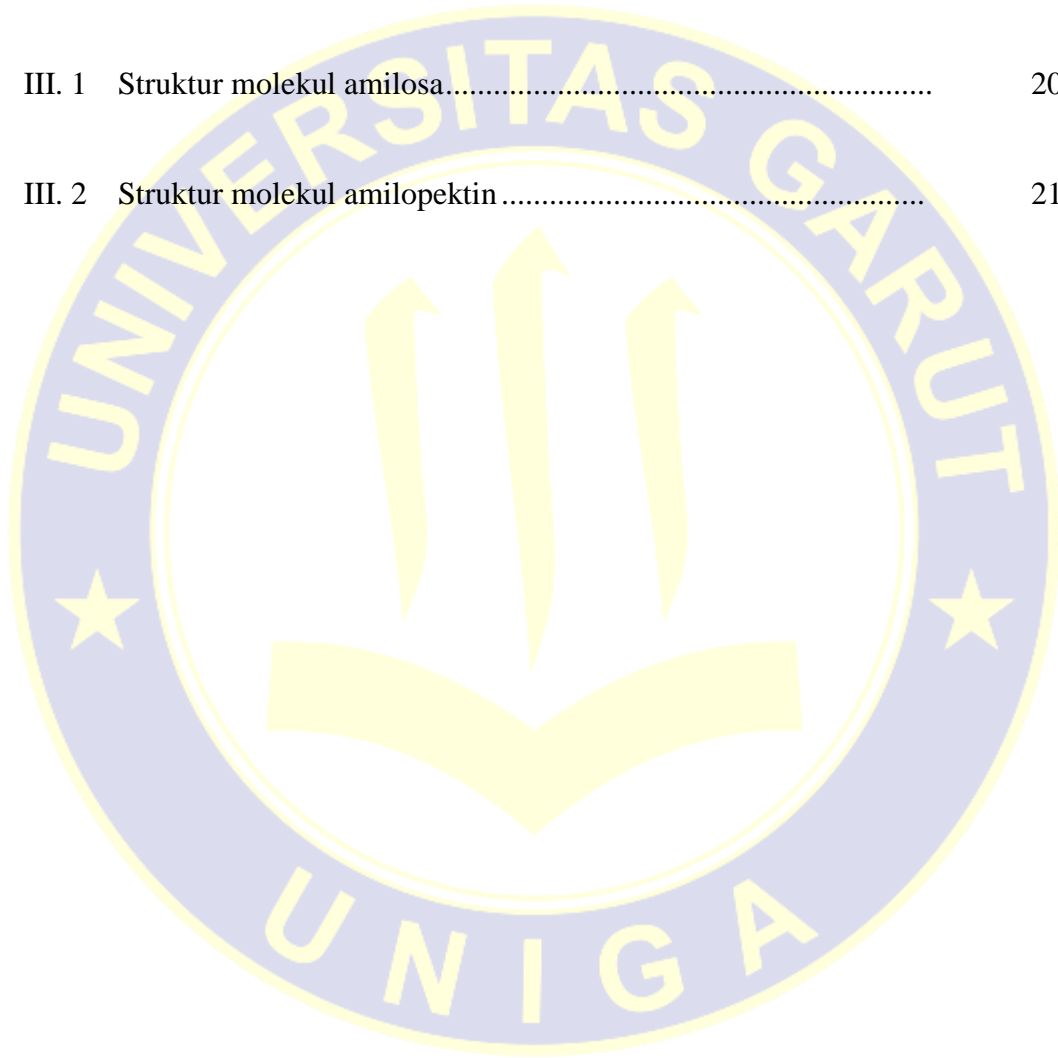 UNIVERSITAS GARUT
III. 1 Struktur molekul amilosa.................................................... 20
III. 2 Struktur molekul amilopektin............................................. 21
UNIGA